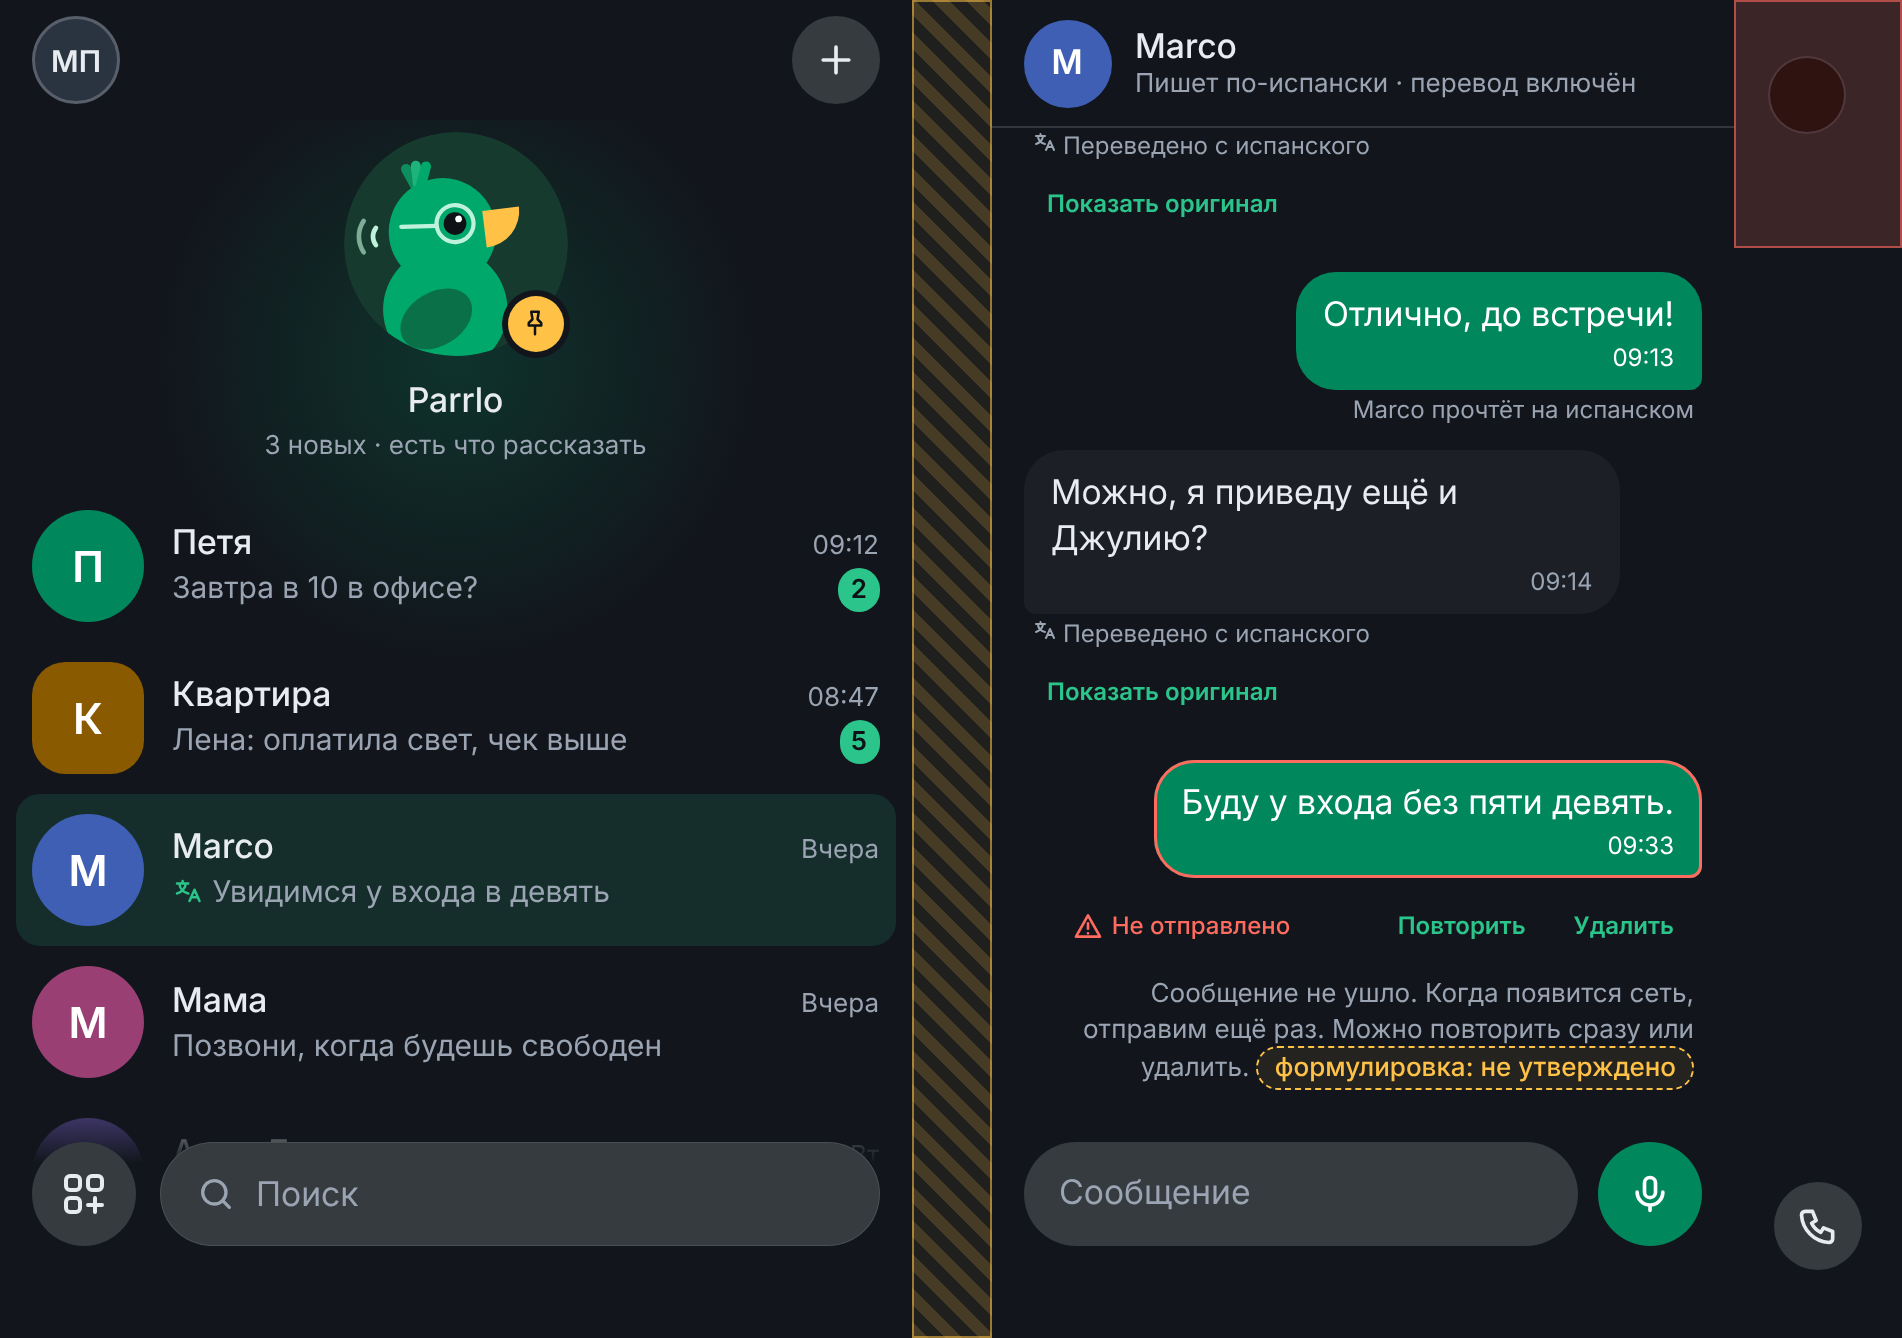 МП
Parrlo
3 новых · есть что рассказать
П
Петя
09:12
Завтра в 10 в офисе?
2
К
Квартира
08:47
Лена: оплатила свет, чек выше
5
M
Marco
Вчера
Увидимся у входа в девять
М
Мама
Вчера
Позвони, когда будешь свободен
Поиск
M
Marco
Пишет по-испански · перевод включён
Переведено с испанского
Показать оригинал
Отлично, до встречи!
09:13
Marco прочтёт на испанском
Можно, я приведу ещё и
Джулию?
09:14
Переведено с испанского
Показать оригинал
Буду у входа без пяти девять.
09:33
Не отправлено
Повторить
Удалить
Сообщение не ушло. Когда появится сеть,
отправим ещё раз. Можно повторить сразу или
удалить. формулировка: не утверждено
Сообщение